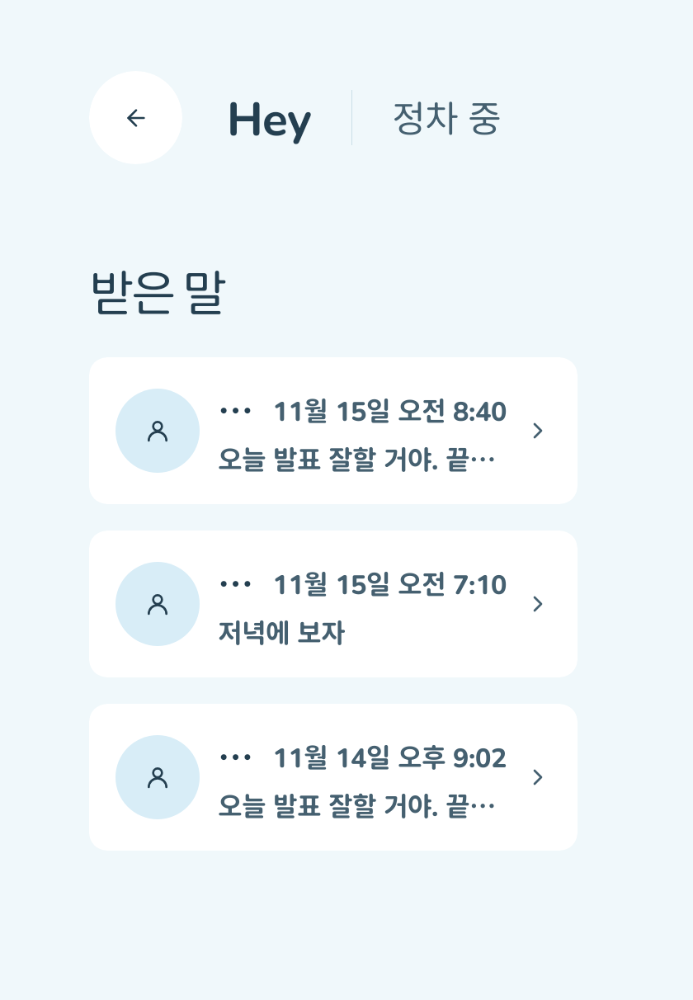 Hey 정차 중
받은 말
… 11월 15일 오전 8:40
오늘 발표 잘할 거야. 끝…
… 11월 15일 오전 7:10
저녁에 보자
… 11월 14일 오후 9:02
오늘 발표 잘할 거야. 끝…